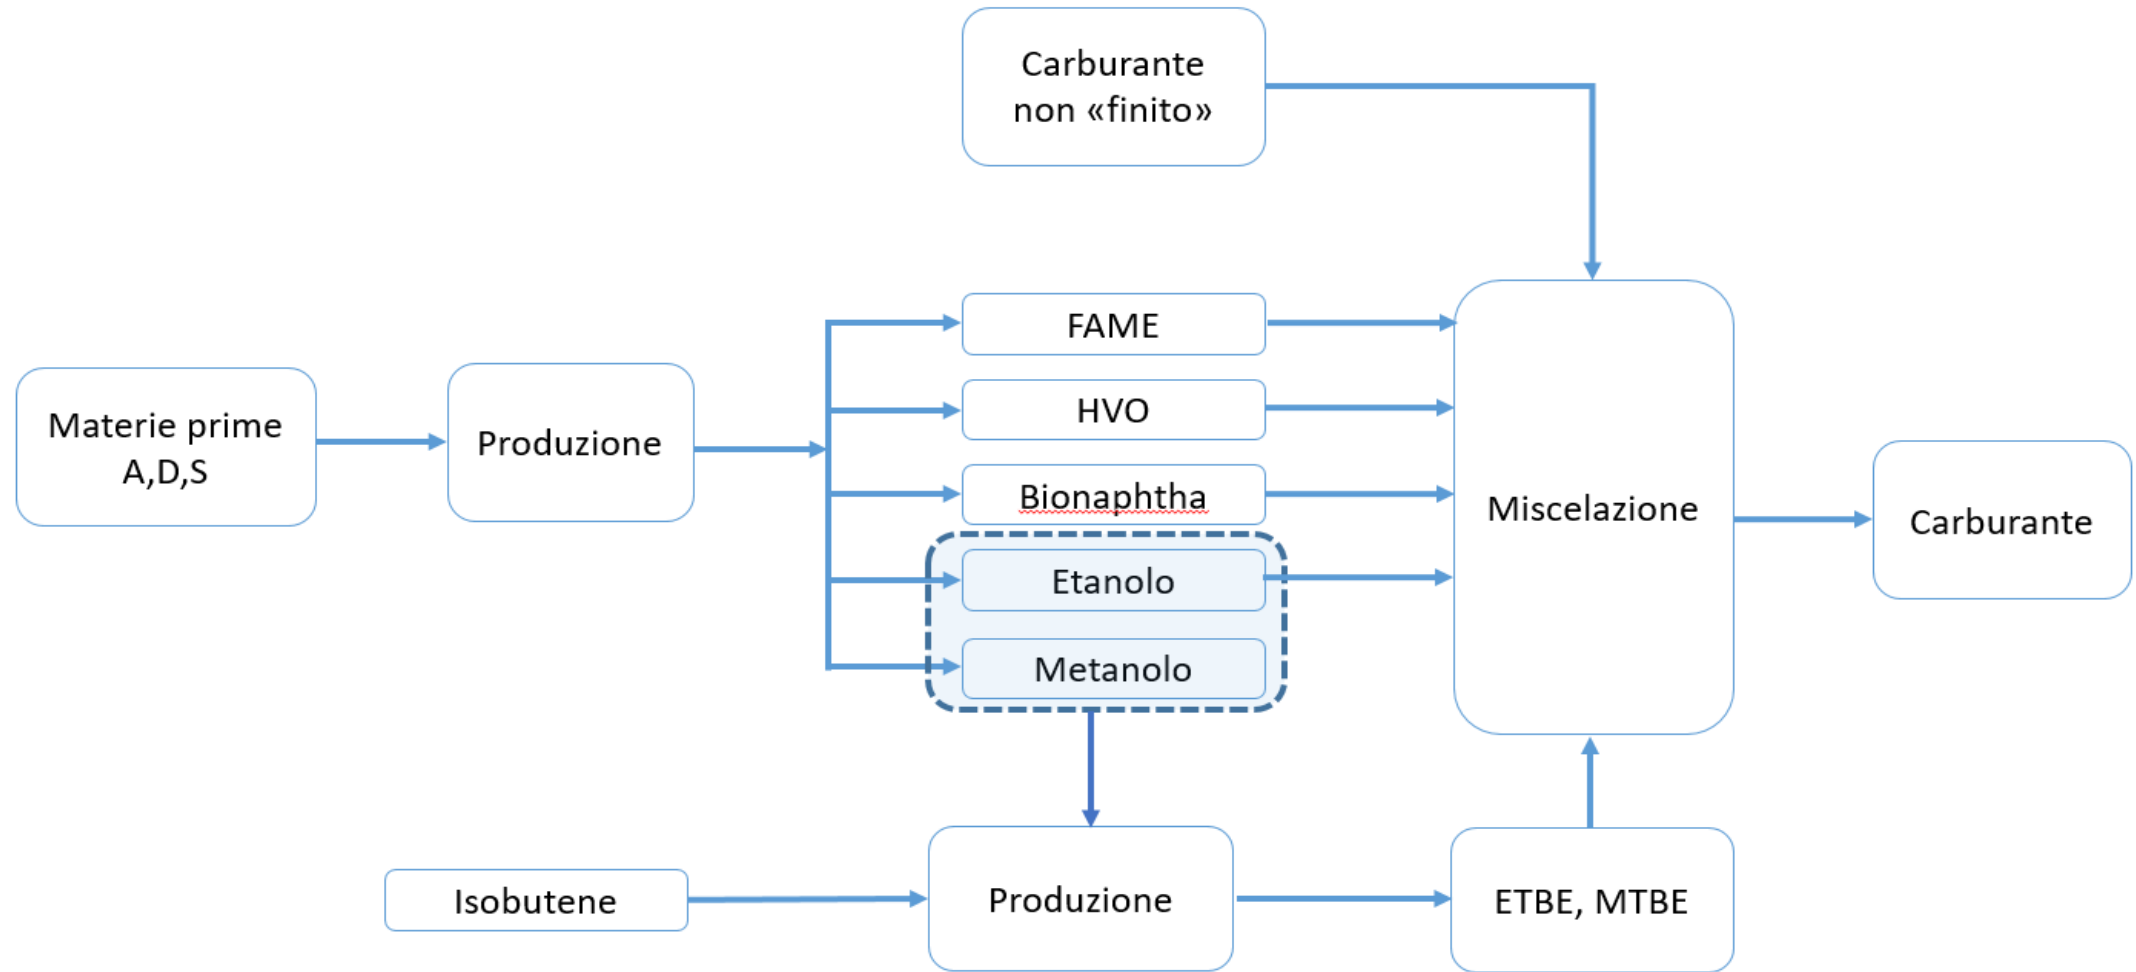 Carburante
non «finito»
FAME
HVO
Bionaphtha
Etanolo
Metanolo
Materie prime
A,D,S
Produzione
Miscelazione
Carburante
Isobutene
Produzione
ETBE, MTBE